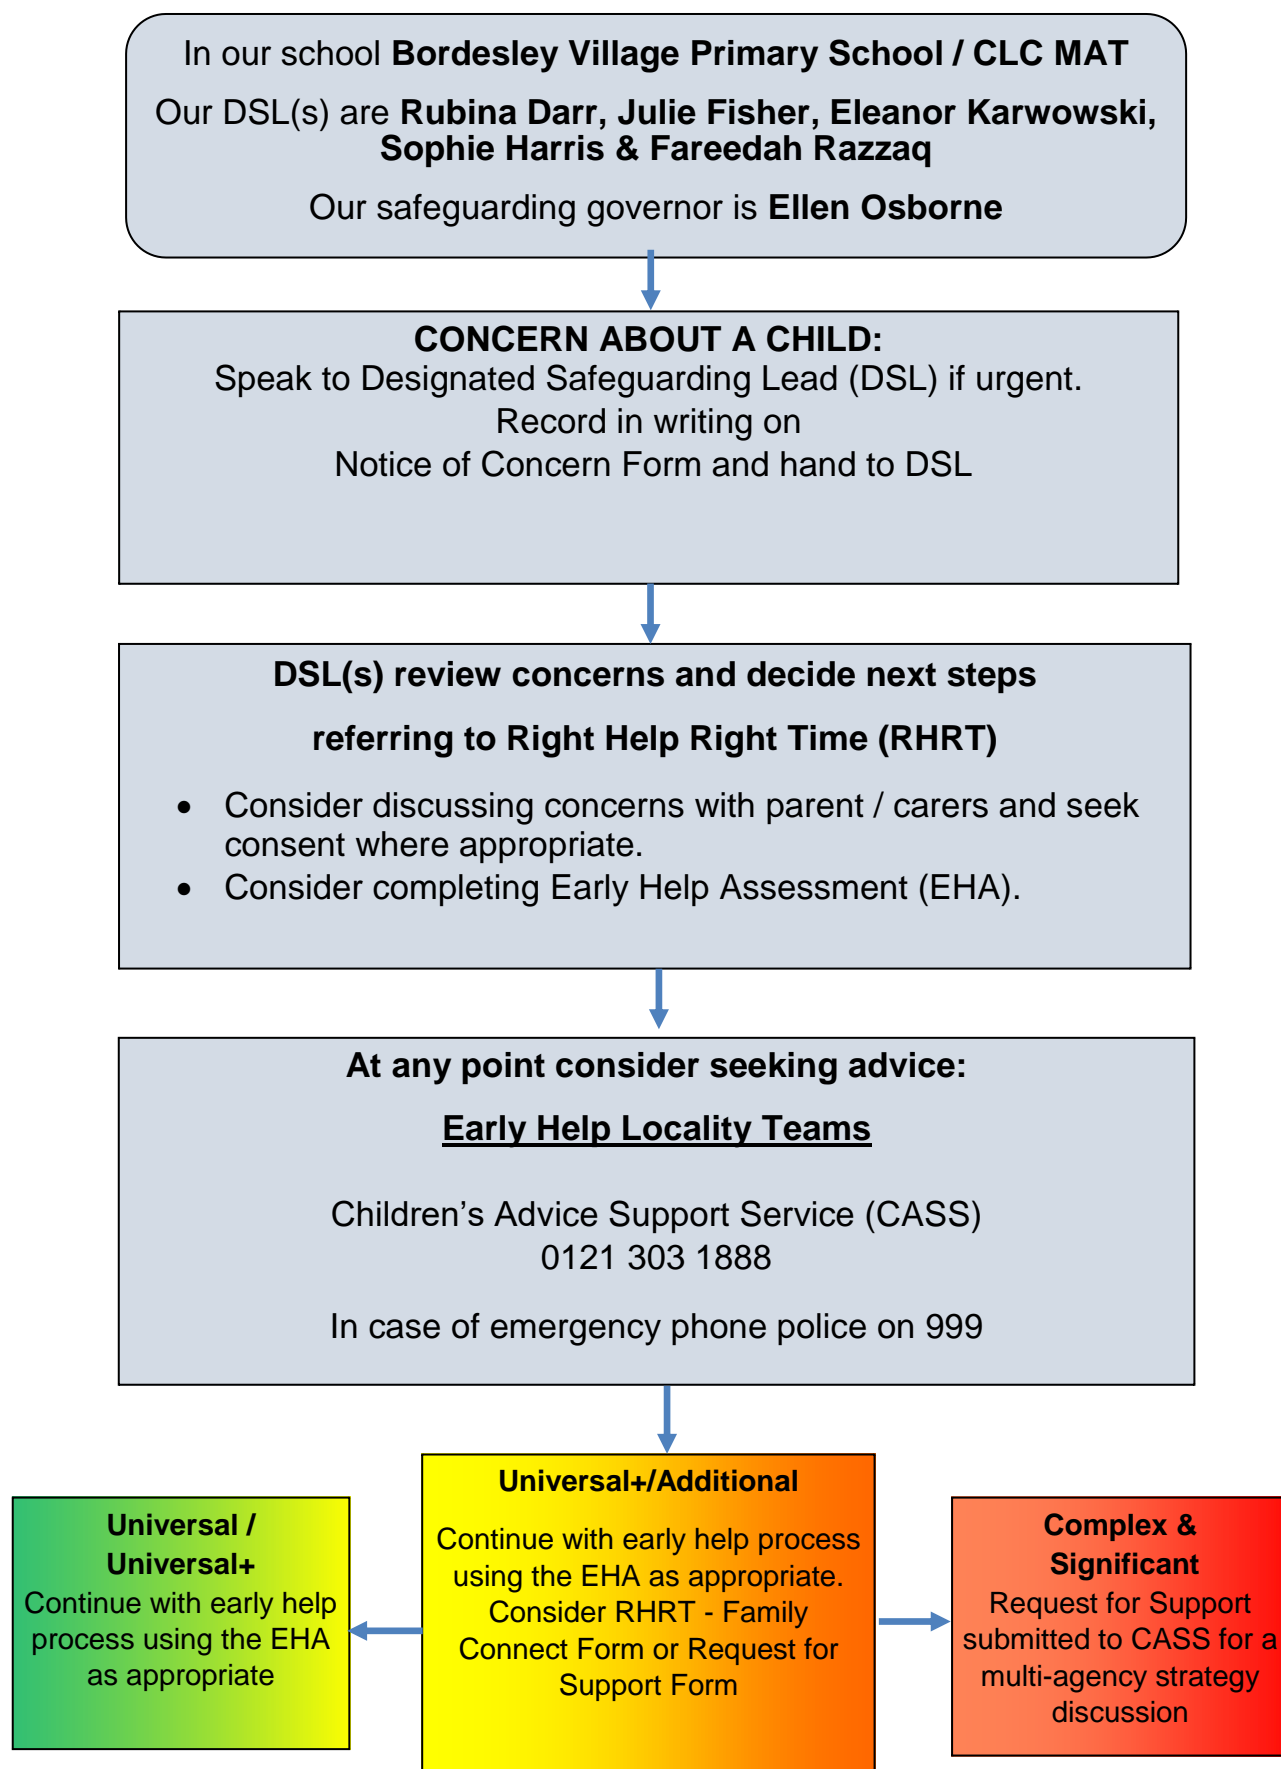 In our school Bordesley Village Primary School / CLC MAT
Our DSL(s) are Rubina Darr, Julie Fisher, Eleanor Karwowski,
Sophie Harris & Fareedah Razzaq
Our safeguarding governor is Ellen Osborne
CONCERN ABOUT A CHILD:
Speak to Designated Safeguarding Lead (DSL) if urgent.
Record in writing on
Notice of Concern Form and hand to DSL
DSL(s) review concerns and decide next steps
referring to Right Help Right Time (RHRT)
• Consider discussing concerns with parent / carers and seek
consent where appropriate.
• Consider completing Early Help Assessment (EHA).
At any point consider seeking advice:
Early Help Locality Teams
Children’s Advice Support Service (CASS)
0121 303 1888
In case of emergency phone police on 999
Universal /
Universal+
Continue with early help
process using the EHA
as appropriate
Universal+/Additional
Continue with early help process
using the EHA as appropriate.
Consider RHRT - Family
Connect Form or Request for
Support Form
Complex &
Significant
Request for Support
submitted to CASS for a
multi-agency strategy
discussion